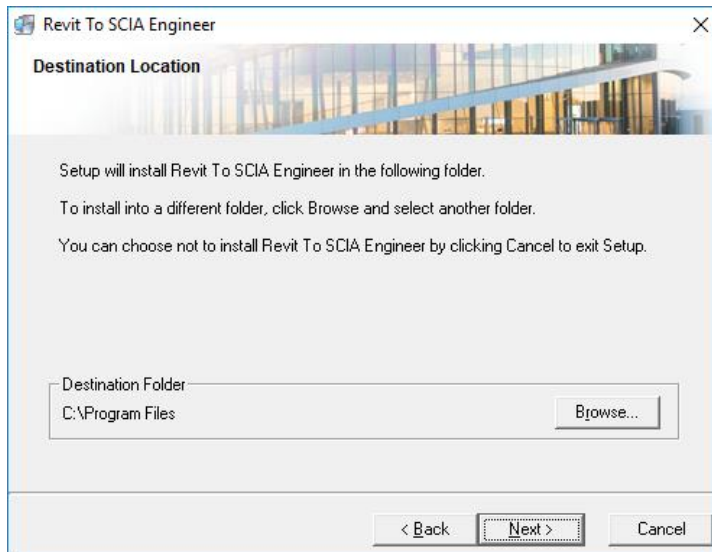 Revit To SCIA Engineer
Destination Location
Setup will install Revit To SCIA Engineer in the following folder.
To install into a different folder, click Browse and select another folder.
You can choose not to install Revit To SCIA Engineer by clicking Cancel to exit Setup.
Destination Folder
C:\Program Files
Browse...
< Back
Next >
Cancel